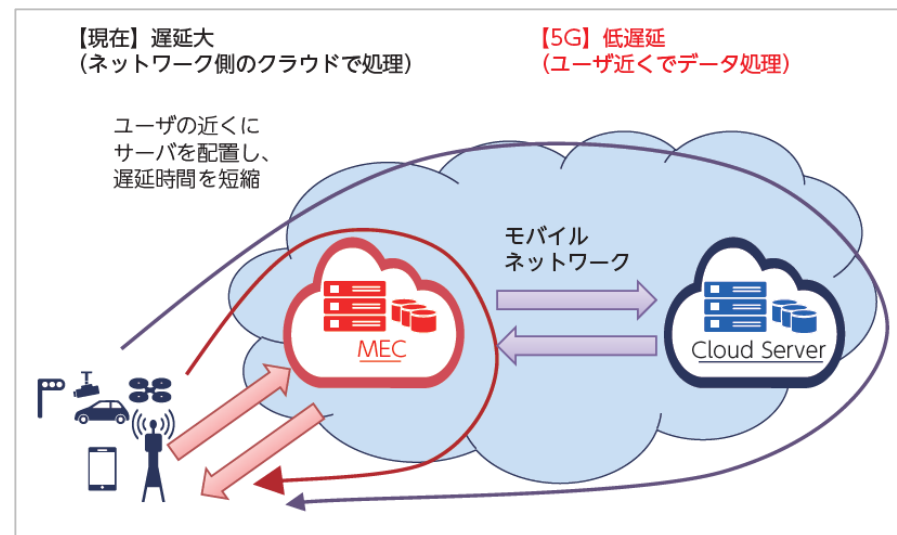 【現在】遅延大
(ネットワーク側のクラウドで処理)
【5G】低遅延
(ユーザ近くでデータ処理)
ユーザの近くに
サーバを配置し、
遅延時間を短縮
モバイル
ネットワーク
MEC
Cloud Server